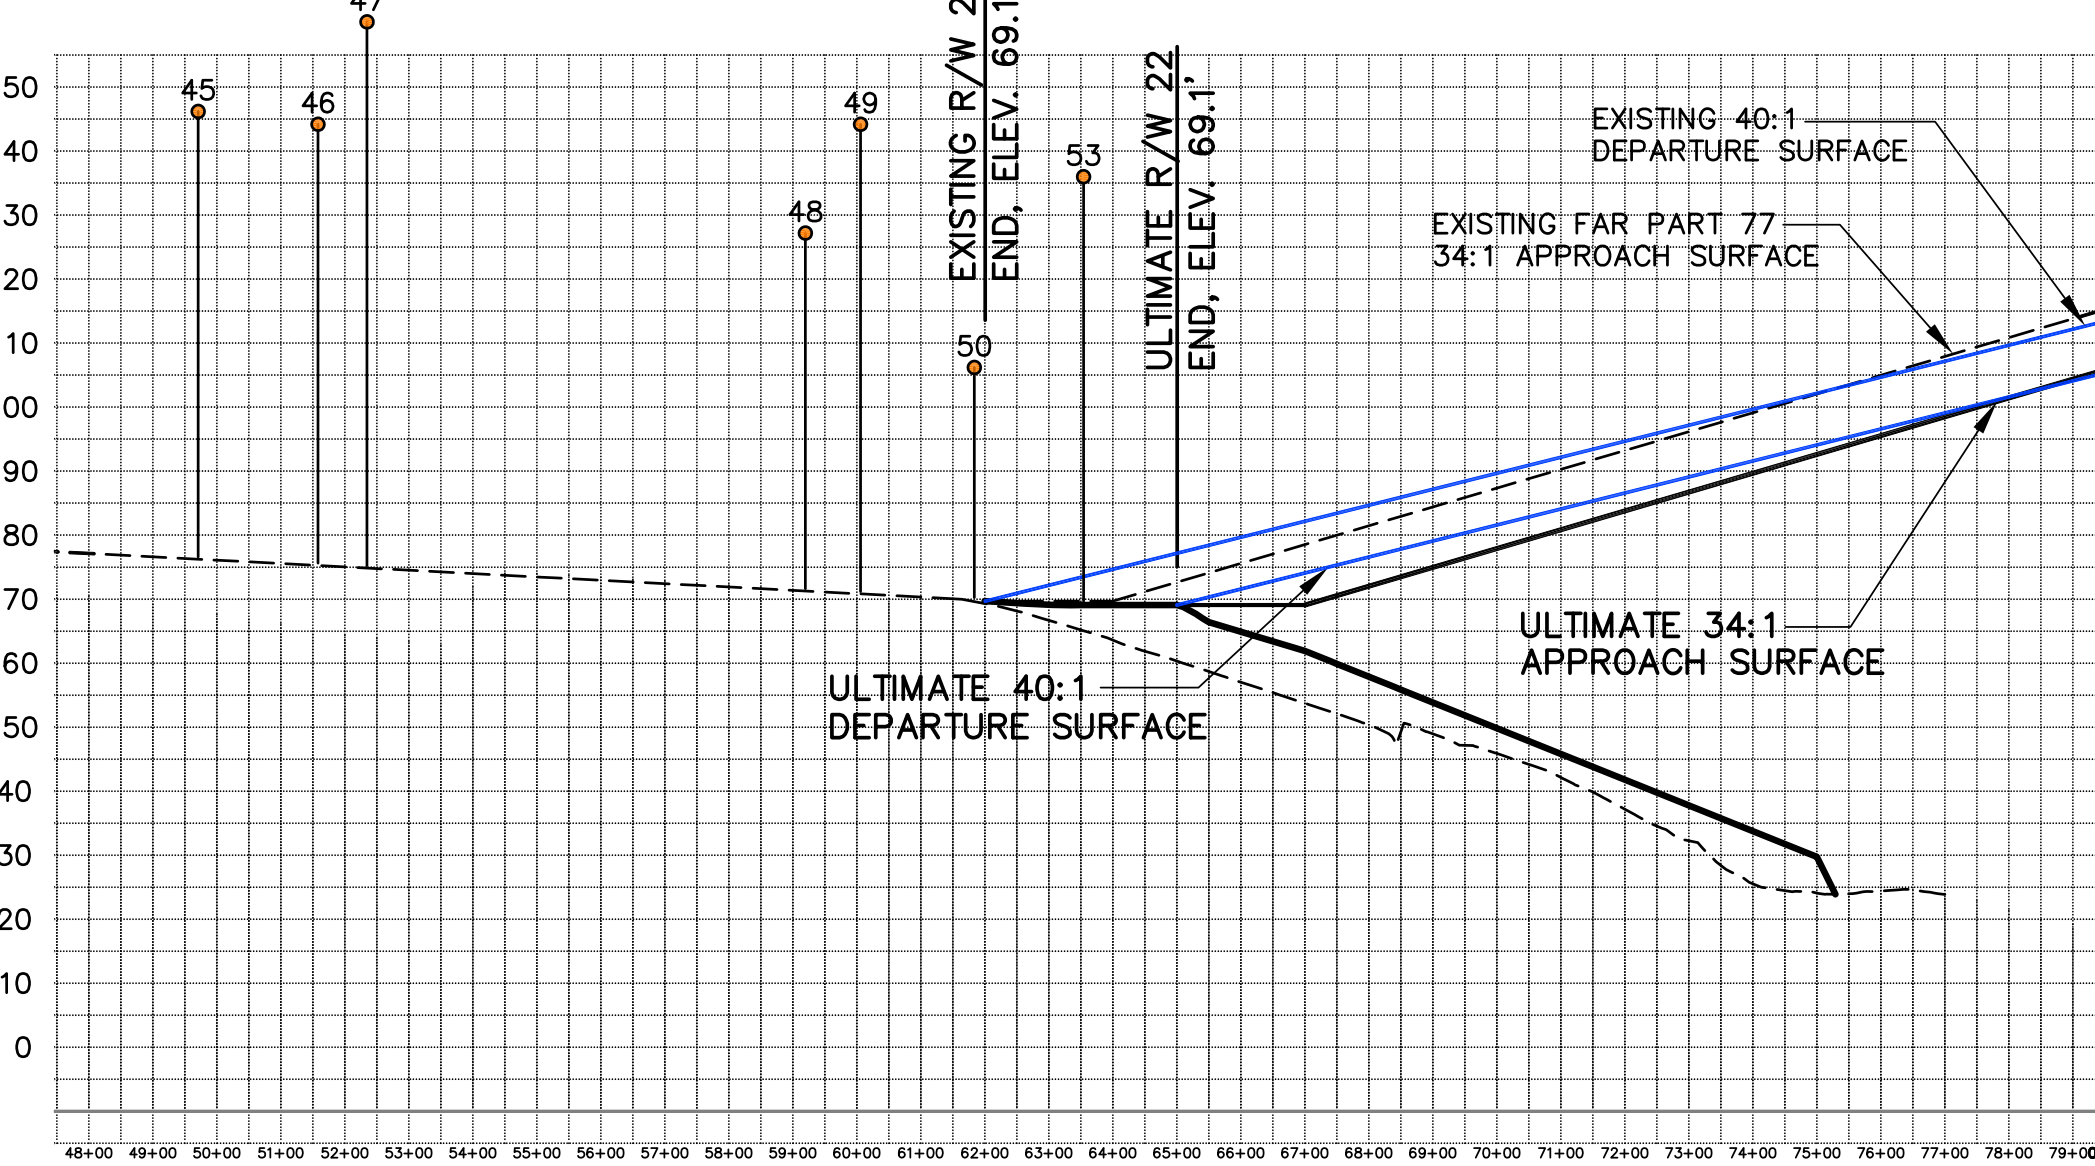 47
45
46
49
53
48
50
EXISTING R/W 2
END, ELEV. 69.1
ULTIMATE R/W 22
END, ELEV. 69.1'
EXISTING 40:1
DEPARTURE SURFACE
EXISTING FAR PART 77
34:1 APPROACH SURFACE
ULTIMATE 34:1
APPROACH SURFACE
ULTIMATE 40:1
DEPARTURE SURFACE
50
40
30
20
10
00
90
80
70
60
50
40
30
20
10
0
48+00 49+00 50+00 51+00 52+00 53+00 54+00 55+00 56+00 57+00 58+00 59+00 60+00 61+00 62+00 63+00 64+00 65+00 66+00 67+00 68+00 69+00 70+00 71+00 72+00 73+00 74+00 75+00 76+00 77+00 78+00 79+00